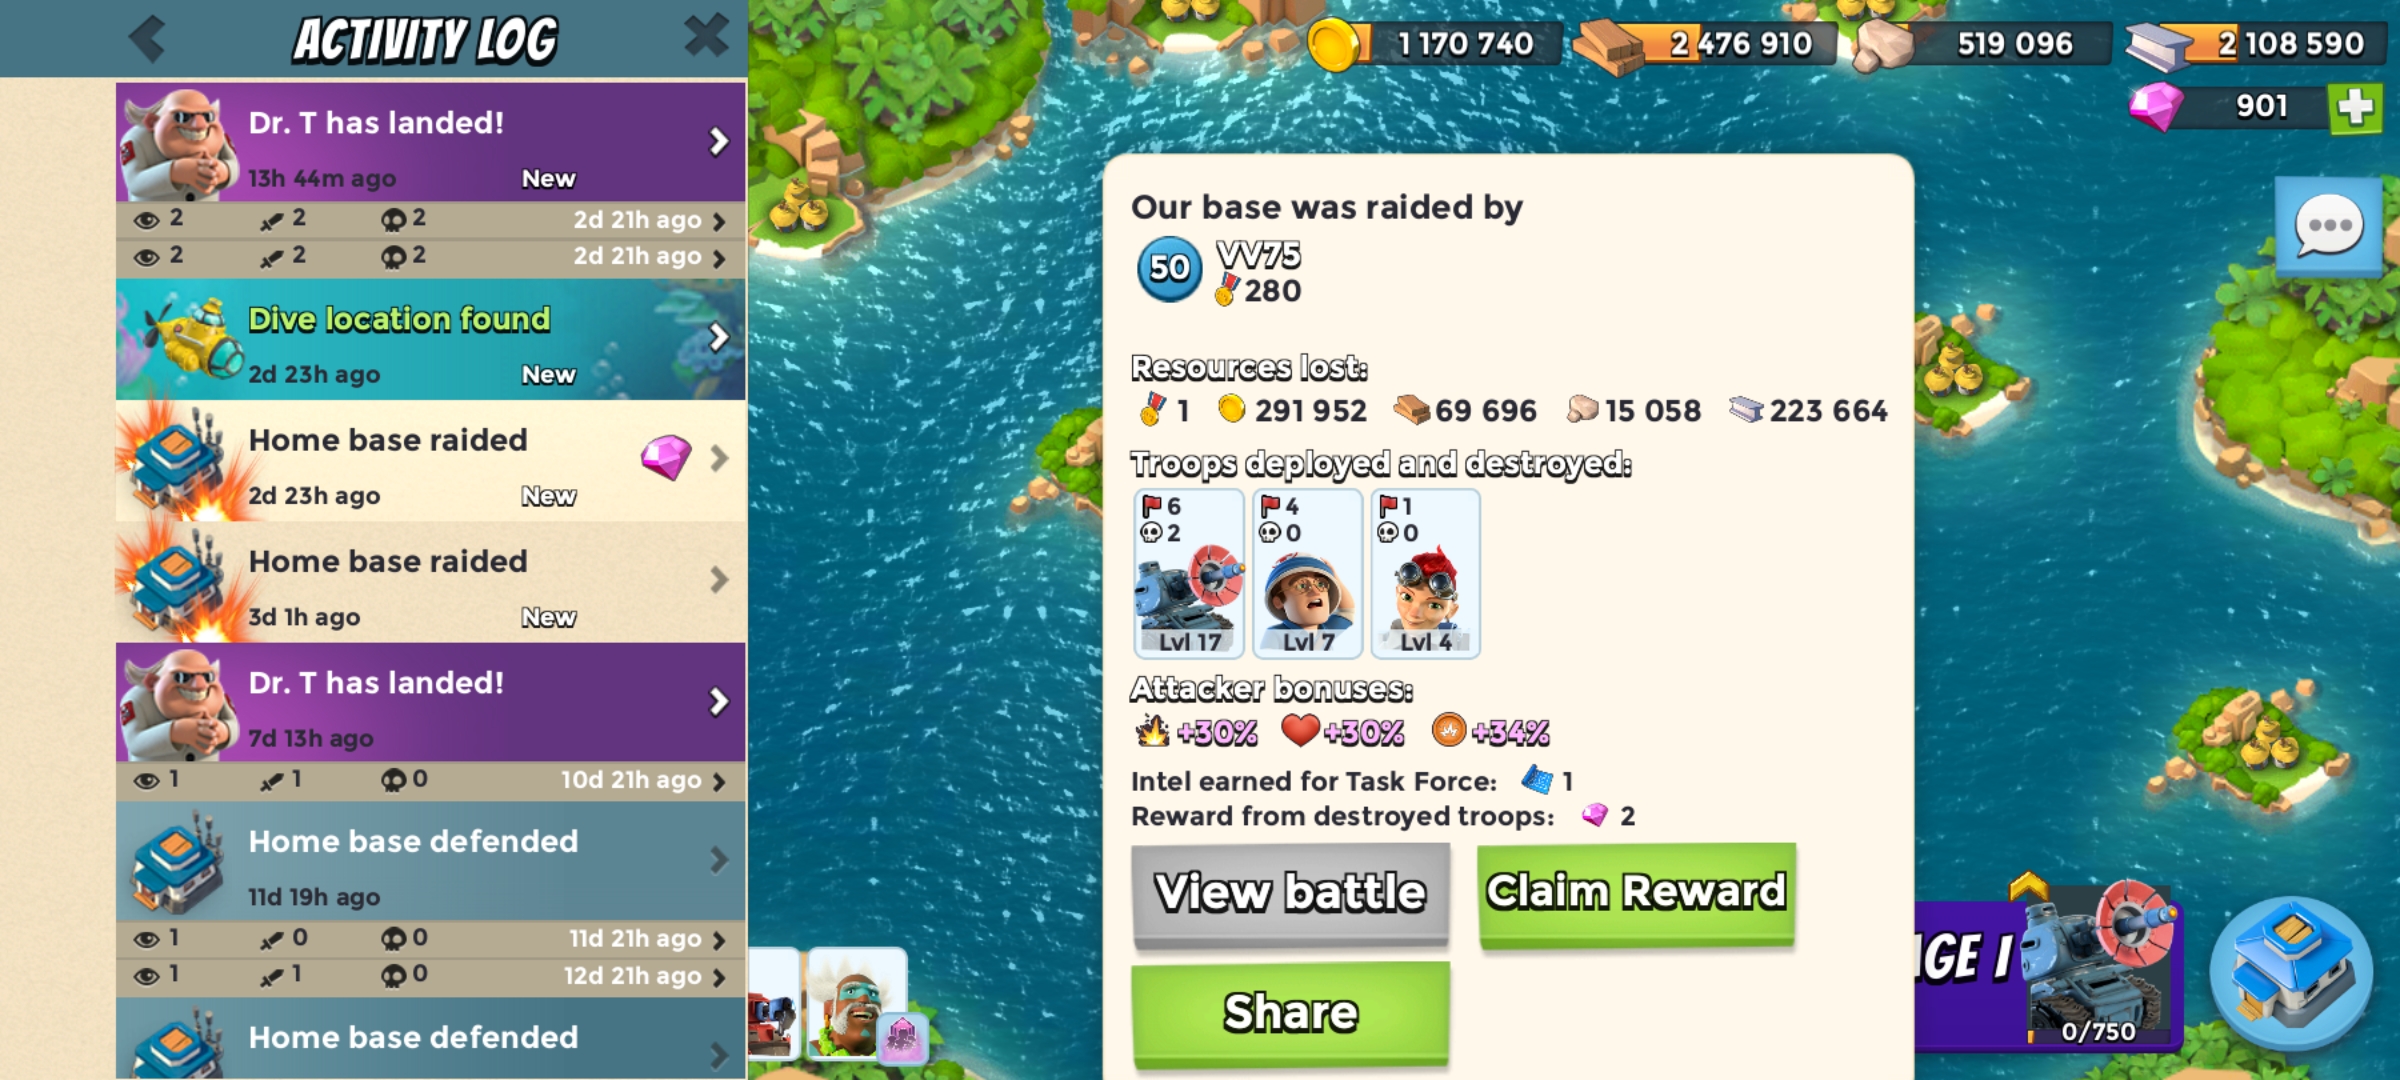 ACTIVITY LOG
Dr. T has landed!
13h 44m ago New
2 2 2 2d 21h ago
2 2 2 2d 21h ago
Dive location found
2d 23h ago New
Home base raided
2d 23h ago New
Home base raided
3d 1h ago New
Dr. T has landed!
7d 13h ago
1 1 0 10d 21h ago
Home base defended
11d 19h ago
1 0 0 11d 21h ago
1 1 0 12d 21h ago
Home base defended
1 170 740 2 476 910 519 096 2 108 590
901
Our base was raided by
50 VV75
280
Resources lost:
1 291 952 69 696 15 058 223 664
Troops deployed and destroyed:
6 4 1
2 0 0
Lvl 17 Lvl 7 Lvl 4
Attacker bonuses:
+30% +30% +34%
Intel earned for Task Force: 1
Reward from destroyed troops: 2
View battle Claim Reward
Share
GE I
0/750